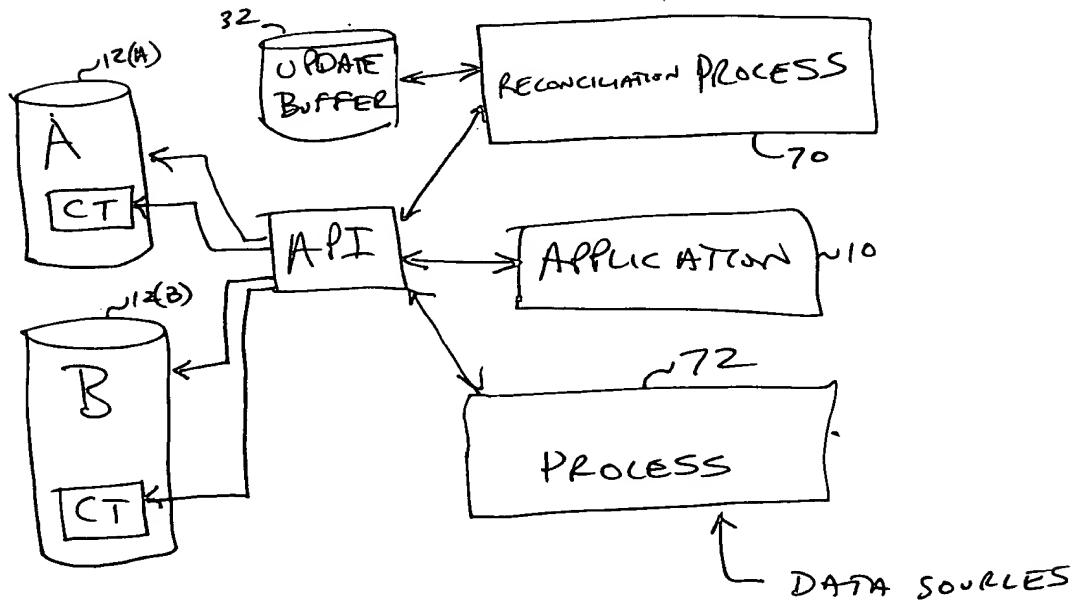 32
UPDATE
BUFFER
RECONCILIATION PROCESS
70
12(A)
A
CT
API
APPLICATION
10
12(B)
B
CT
72
PROCESS
DATA SOURCES